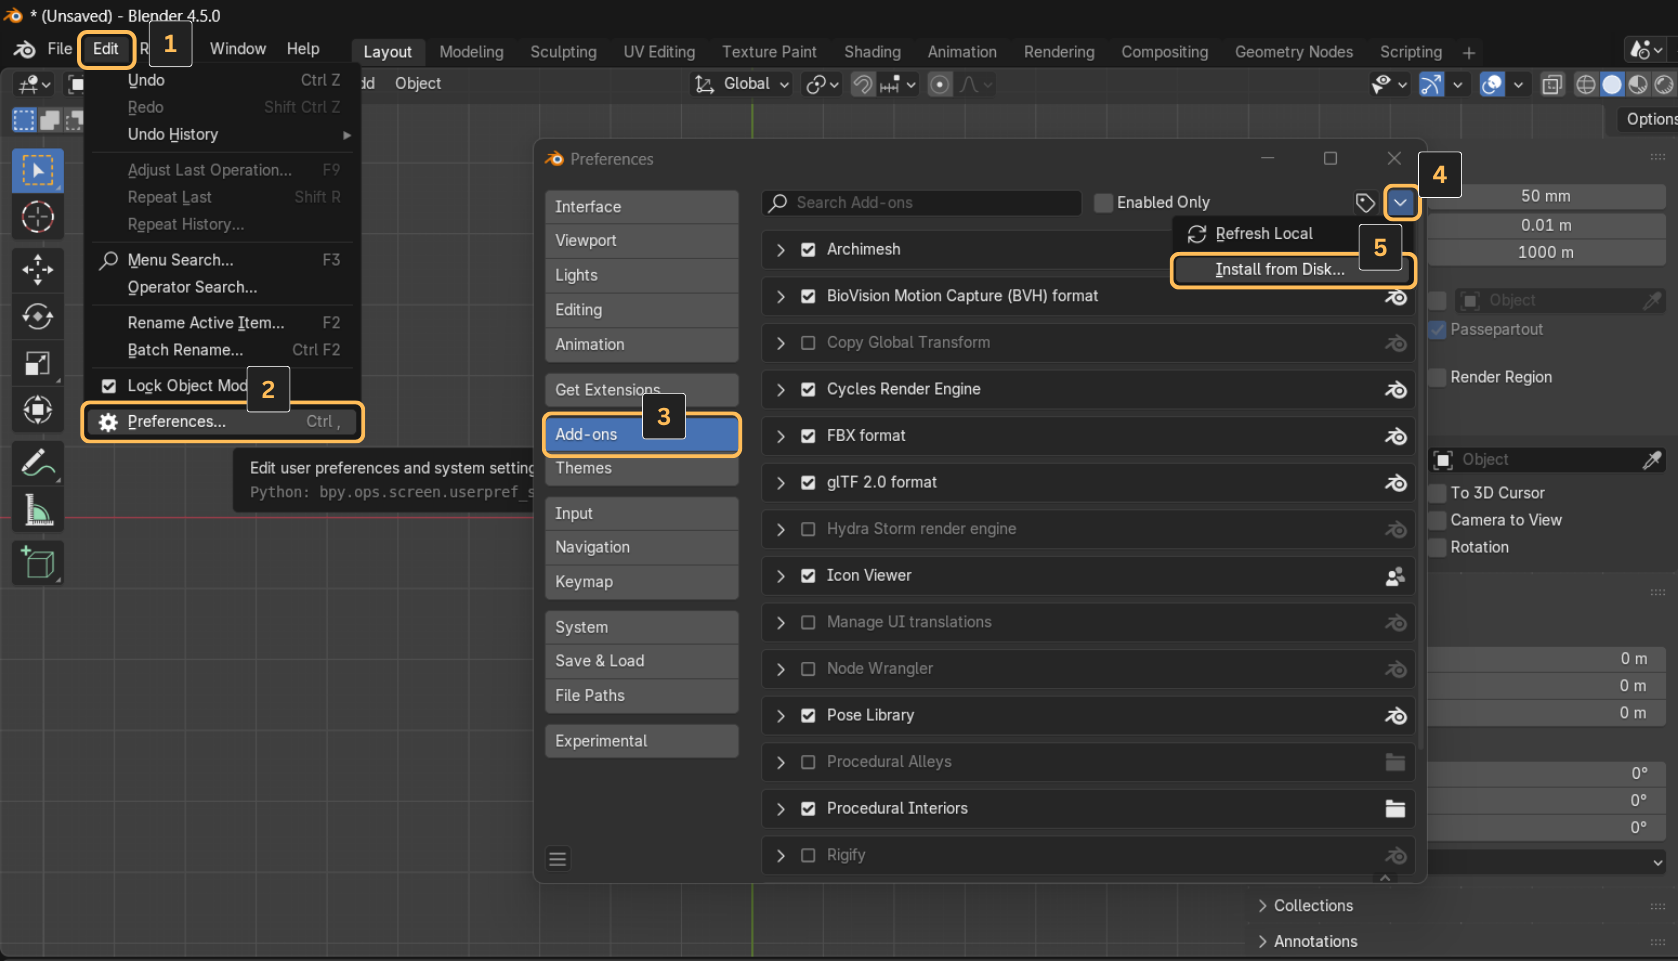 * (Unsaved) - Blender 4.5.0
File Edit 1 Window Help Layout Modeling Sculpting UV Editing Texture Paint Shading Animation Rendering Compositing Geometry Nodes Scripting +
Object Global
Options
Undo Ctrl Z
Redo Shift Ctrl Z
Undo History
Adjust Last Operation... F9
Repeat Last Shift R
Repeat History...
Menu Search... F3
Operator Search...
Rename Active Item... F2
Batch Rename... Ctrl F2
Lock Object Mod
2
Preferences... Ctrl ,
Edit user preferences and system setting
Python: bpy.ops.screen.userpref_s
Preferences
4
Interface
Viewport
Lights
Editing
Animation
Get Extensions
3
Add-ons
Themes
Input
Navigation
Keymap
System
Save & Load
File Paths
Experimental
Search Add-ons Enabled Only
Refresh Local
5
Install from Disk...
Archimesh
BioVision Motion Capture (BVH) format
Copy Global Transform
Cycles Render Engine
FBX format
glTF 2.0 format
Hydra Storm render engine
Icon Viewer
Manage UI translations
Node Wrangler
Pose Library
Procedural Alleys
Procedural Interiors
Rigify
50 mm
0.01 m
1000 m
Object
Passepartout
Render Region
Object
To 3D Cursor
Camera to View
Rotation
0 m
0 m
0 m
0°
0°
0°
Collections
Annotations